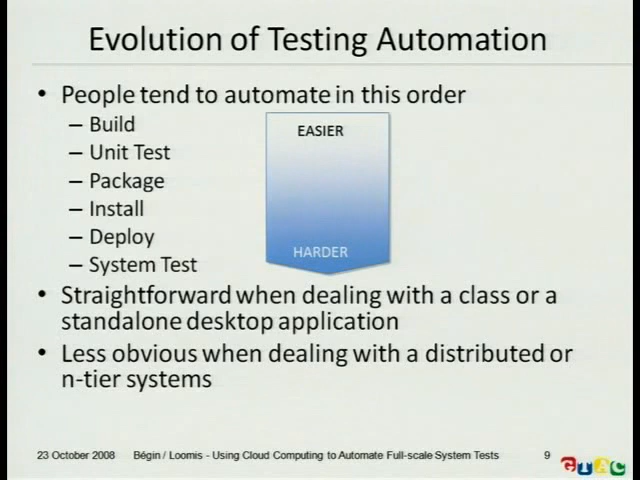 Evolution of Testing Automation
• People tend to automate in this order
– Build
– Unit Test
– Package
– Install
– Deploy
– System Test
EASIER
HARDER
• Straightforward when dealing with a class or a
standalone desktop application
• Less obvious when dealing with a distributed or
n-tier systems
23 October 2008 Bégin / Loomis - Using Cloud Computing to Automate Full-scale System Tests 9
GTAC